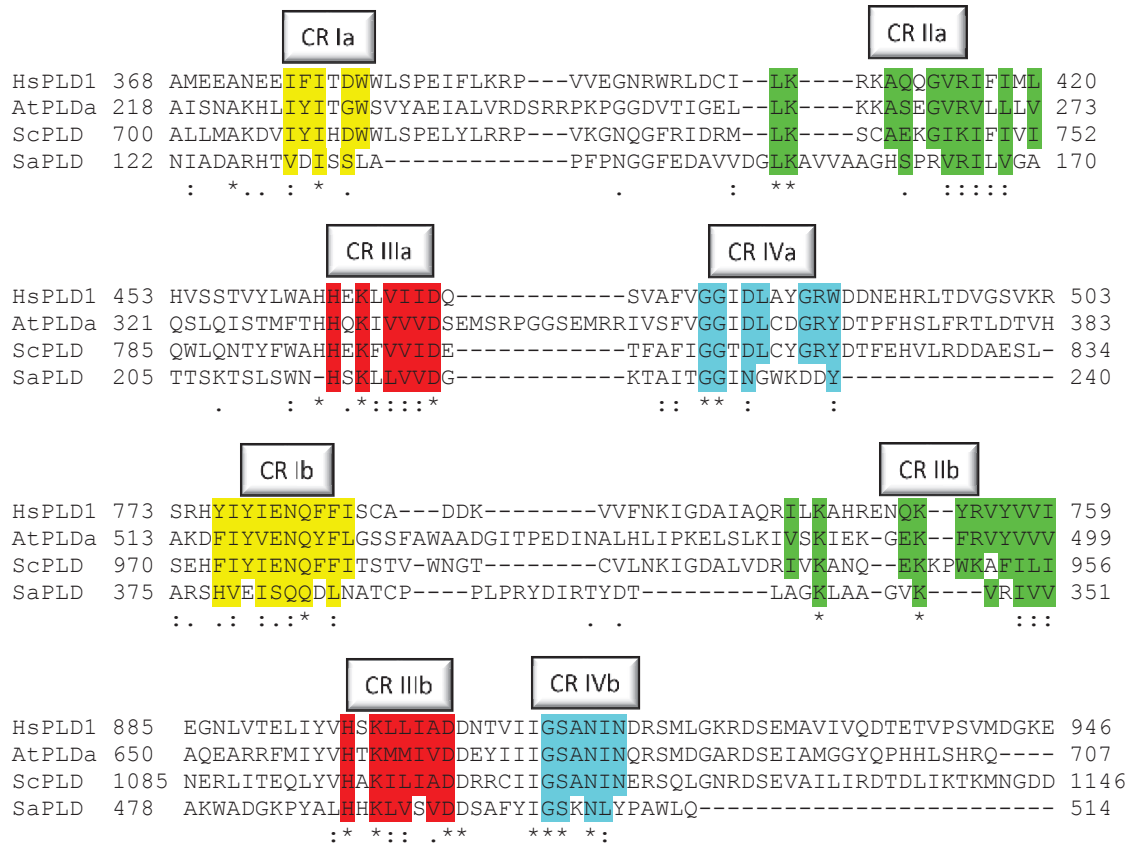 CR Ia CR IIa
HsPLD1 368 AMEEANEEIFITDWWLSPEIFLKRP---VVEGNRWRLDCI--LK----RKAQQGVRIFIML 420
AtPLDa 218 AISNAKHLIYITGWSVYAEIALVRDSRRPKPGGDVTIGEL--LK----KKASEGVRVLLLV 273
ScPLD 700 ALLMAKDVIYIHDWWLSPELYLRRP---VKGNQGFRIDRM--LK----SCAEKGIKIFIVI 752
SaPLD 122 NIADARHTVDISSLA-------------PFPNGGFEDAVVDGLKAVVAAGHSPRVRILVGA 170
: *.. : * . . : ** . :::::
CR IIIa CR IVa
HsPLD1 453 HVSSTVYLWAHHEKLVIIDQ-------------SVAFVGGIDLAYGRWDDNEHRLTDVGSVKR 503
AtPLDa 321 QSLQISTMFTHHQKIVVVDSEMSRPGGSEMRRIVSFVGGIDLCDGRYDTPFHSLFRTLDTVH 383
ScPLD 785 QWLQNTYFWAHHEKFVVIDE-------------TFAFIGGTDLCYGRYDTFEHVLRDDAESL- 834
SaPLD 205 TTSKTSLSWN-HSKLLVVDG-------------KTAITGGINGWKDDY--------------- 240
. : * .*::::* :: ** : :
CR Ib CR IIb
HsPLD1 773 SRHYIYIENQFFISCA---DDK--------VVFNKIGDAIAQRILKAHRENQK--YRVYVVI 759
AtPLDa 513 AKDFIYVENQYFLGSSFAWAADGITPEDINALHLIPKELSLKIVSKIEK-GEK--FRVYVVV 499
ScPLD 970 SEHFIYIENQFFITSTV-WNGT--------CVLNKIGDALVDRIVKANQ--EKKPWKAFILI 956
SaPLD 375 ARSHVEISQQDLNATCP----PLPRYDIRTYDT------LAGKLAA-GVK----VRIVV 351
:. .: :.:* : . . * * :::
CR IIIb CR IVb
HsPLD1 885 EGNLVTELIYVHSKLLIADDNTVIIGSANINDRSMLGKRDSEMAVIVQDTETVPSVMDGKE 946
AtPLDa 650 AQEARRFMIYVHTKMMIVDDEYIIIGSANINQRSMDGARDSEIAMGGYQPHHLSHRQ---- 707
ScPLD 1085 NERLITEQLYVHAKILIADDRRCIIGSANINERSQLGNRDSEVAILIRDTDLIKTKMNGDD 1146
SaPLD 478 AKWADGKPYALHHKLVSVDDSAFYIGSKNLYPAWLQ------------------------- 514
:* *:: .** *** *: